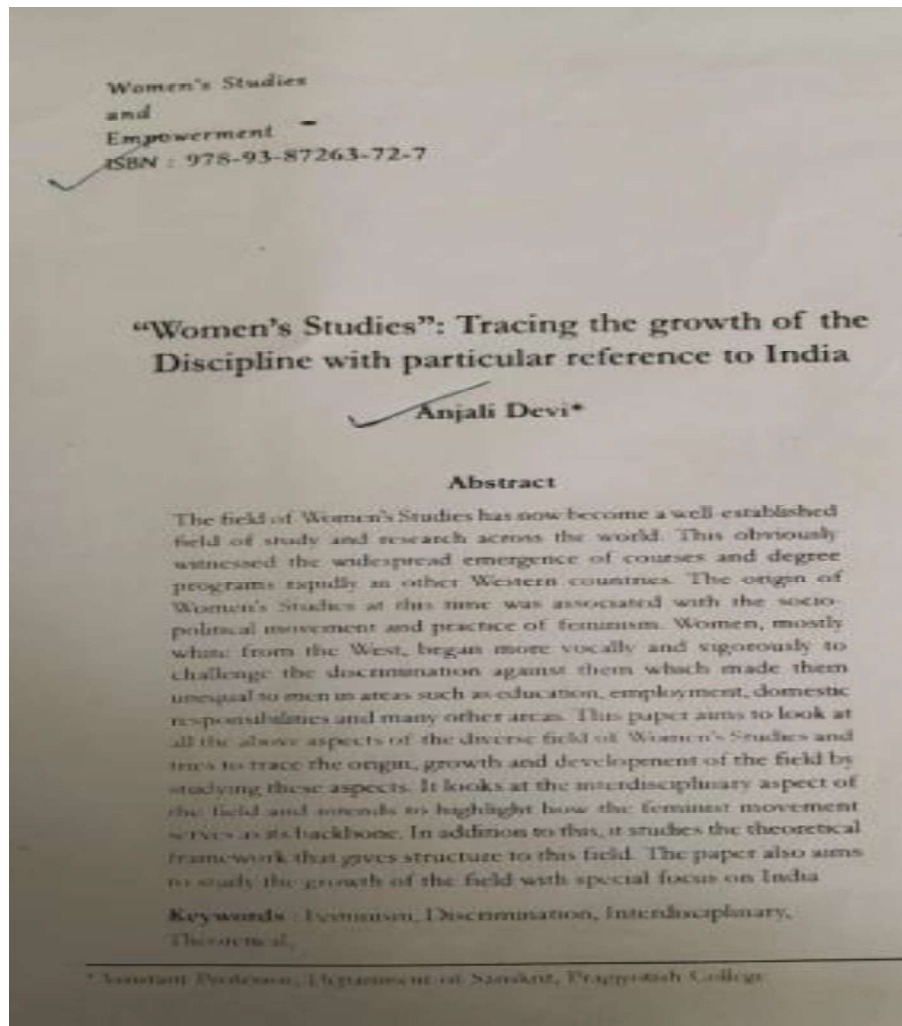 Women's Studies
and
Empowerment
ISBN : 978-93-87263-72-7
“Women's Studies”: Tracing the growth of the
Discipline with particular reference to India
Anjali Devi*
Abstract
The field of Women's Studies has now become a well-established
field of study and research across the world. This obviously
witnessed the widespread emergence of courses and degree
programs rapidly in other Western countries. The origin of
Women's Studies at this time was associated with the socio-
political movement and practice of feminism. Women, mostly
white from the West, began more vocally and vigorously to
challenge the discrimination against them which made them
unequal to men in areas such as education, employment, domestic
responsibilities and many other areas. This paper aims to look at
all the above aspects of the diverse field of Women's Studies and
tries to trace the origin, growth and development of the field by
studying these aspects. It looks at the interdisciplinary aspect of
the field and intends to highlight how the feminist movement
serves as its backbone. In addition to this, it studies the theoretical
framework that gives structure to this field. The paper also aims
to study the growth of the field with special focus on India
Keywords : Feminism, Discrimination, Interdisciplinary,
Theoretical,
* Assistant Professor, Department of Sanskrit, Pragjyotish College